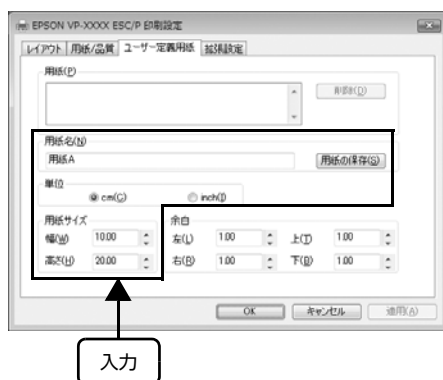 EPSON VP-XXXX ESC/P 印刷設定
レイアウト 用紙/品質 ユーザー定義用紙 拡張設定
用紙(P)
削除(D)
用紙名(N)
用紙A 用紙の保存(S)
単位
cm(C) inch(I)
用紙サイズ 余白
幅(W) 10.00 左(L) 1.00 上(T) 1.00
高さ(H) 20.00 右(R) 1.00 下(B) 1.00
OK キャンセル 適用(A)
入力